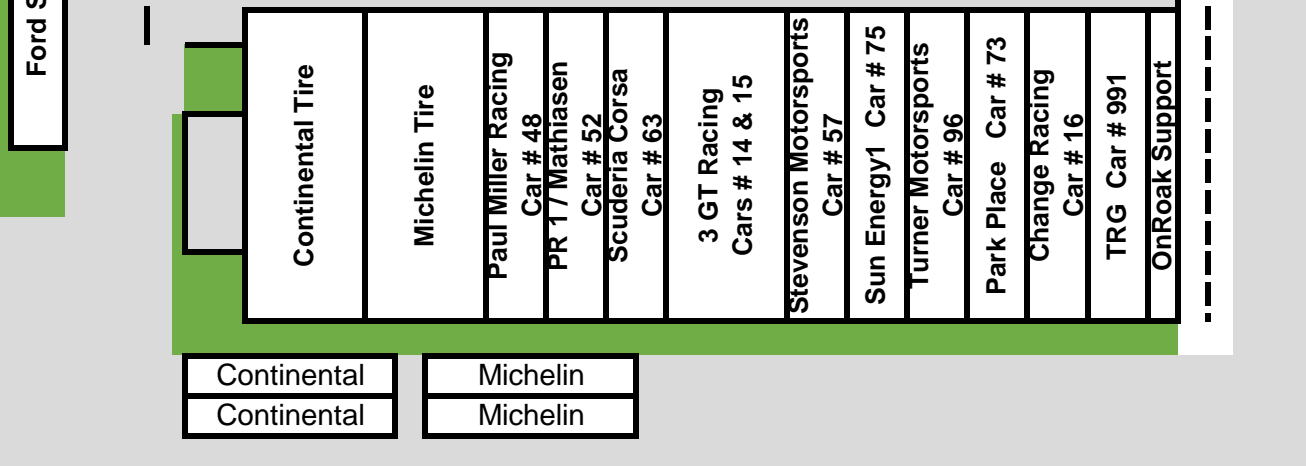 Ford S
Continental Tire
Michelin Tire
Paul Miller Racing
Car # 48
PR 1 / Mathiasen
Car # 52
Scuderia Corsa
Car # 63
3 GT Racing
Cars # 14 & 15
Stevenson Motorsports
Car # 57
Sun Energy1 Car # 75
Turner Motorsports
Car # 96
Park Place Car # 73
Change Racing
Car # 16
TRG Car # 991
OnRoak Support
Continental
Michelin
Continental
Michelin